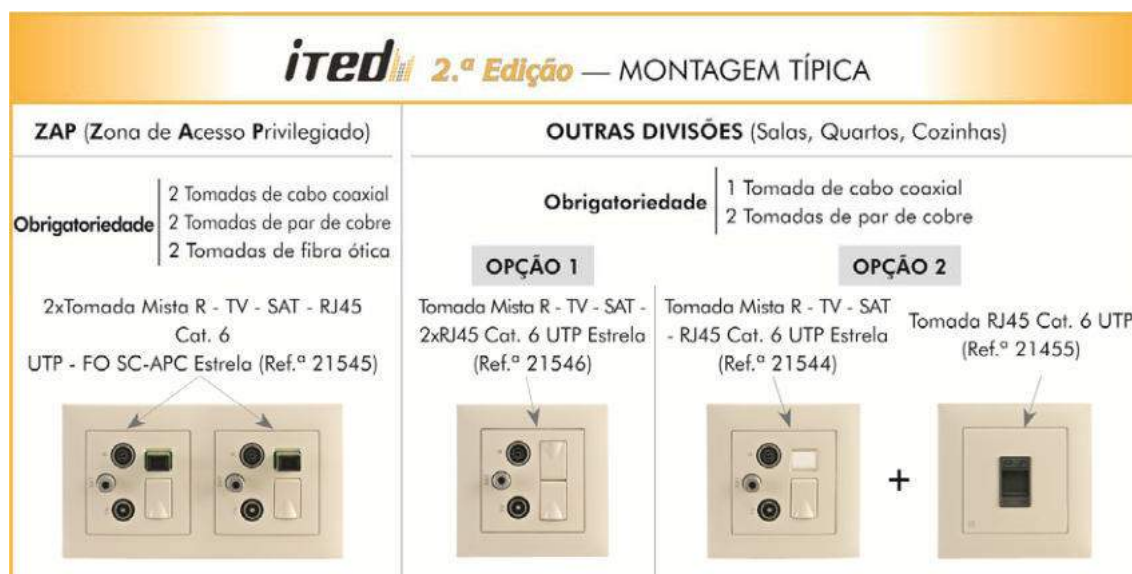 ITED 2.ª Edição — MONTAGEM TÍPICA
ZAP (Zona de Acesso Privilegiado)
Obrigatoriedade
2 Tomadas de cabo coaxial
2 Tomadas de par de cobre
2 Tomadas de fibra ótica
2xTomada Mista R - TV - SAT - RJ45
Cat. 6
UTP - FO SC-APC Estrela (Ref.ª 21545)
OUTRAS DIVISÕES (Salas, Quartos, Cozinhas)
Obrigatoriedade
1 Tomada de cabo coaxial
2 Tomadas de par de cobre
OPÇÃO 1
Tomada Mista R - TV - SAT -
2xRJ45 Cat. 6 UTP Estrela
(Ref.ª 21546)
OPÇÃO 2
Tomada Mista R - TV - SAT
- RJ45 Cat. 6 UTP Estrela
(Ref.ª 21544)
+
Tomada RJ45 Cat. 6 UTP
(Ref.ª 21455)